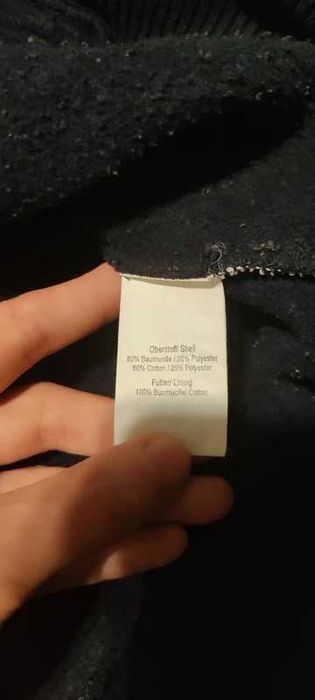 Oberstoff/ Shell
80% Baumwolle / 20% Polyester
80% Cotton / 20% Polyester
Futter/ Lining
100% Baumwolle/ Cotton